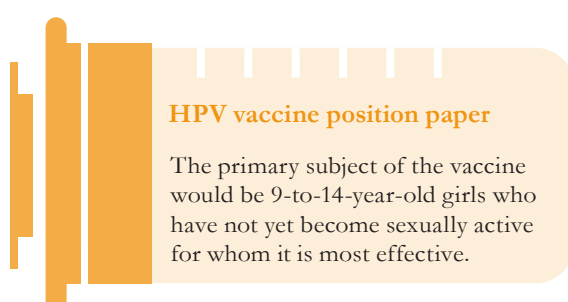 HPV vaccine position paper
The primary subject of the vaccine
would be 9-to-14-year-old girls who
have not yet become sexually active
for whom it is most effective.